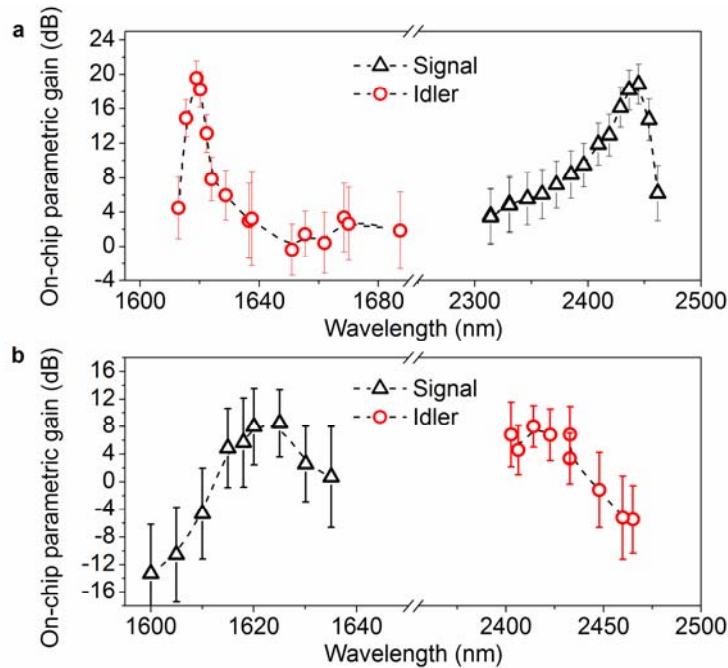 a
On-chip parametric gain (dB)
24
20
16
12
8
4
0
-4
Signal
Idler
1600 1640 1680 2300 2400 2500
Wavelength (nm)
b
On-chip parametric gain (dB)
16
12
8
4
0
-4
-8
-12
-16
Signal
Idler
1600 1620 1640 2400 2450 2500
Wavelength (nm)